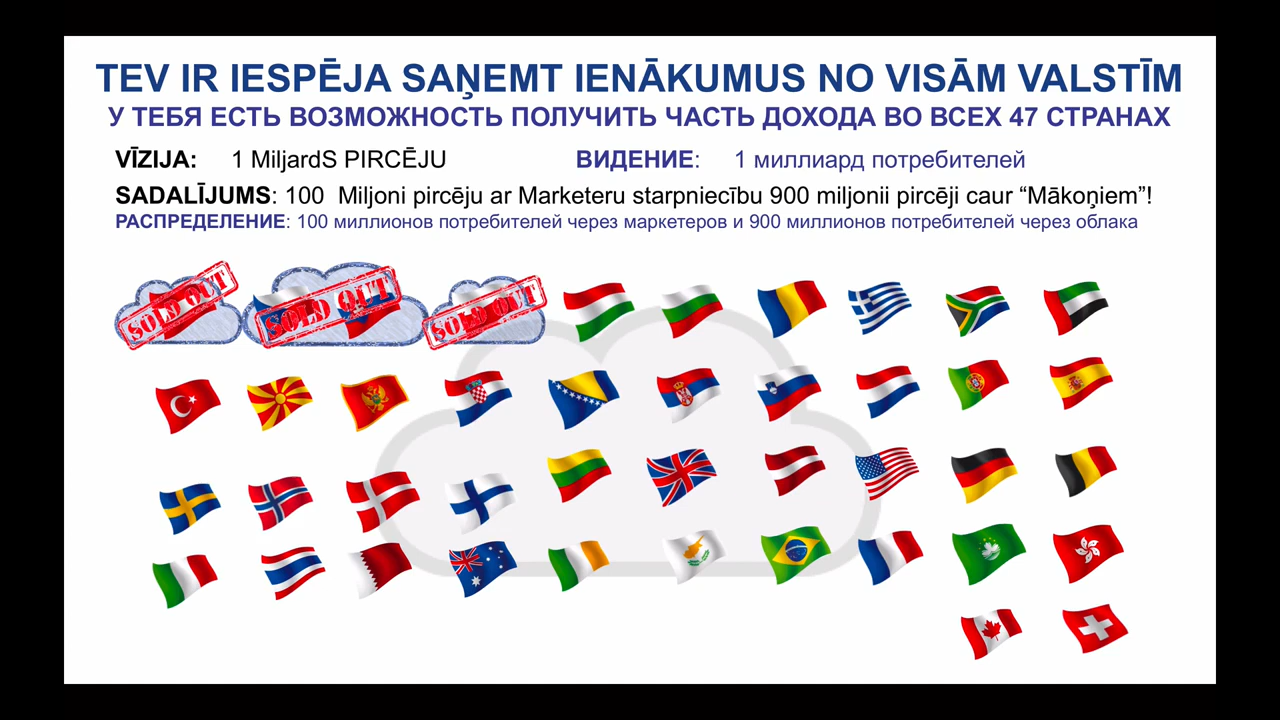 TEV IR IESPĒJA SAŅEMT IENĀKUMUS NO VISĀM VALSTĪM
У ТЕБЯ ЕСТЬ ВОЗМОЖНОСТЬ ПОЛУЧИТЬ ЧАСТЬ ДОХОДА ВО ВСЕХ 47 СТРАНАХ
VĪZIJA: 1 MiljardS PIRCĒJU ВИДЕНИЕ: 1 миллиард потребителей
SADALĪJUMS: 100 Miljoni pircēju ar Marketeru starpniecību 900 miljonii pircēji caur “Mākoņiem”!
РАСПРЕДЕЛЕНИЕ: 100 миллионов потребителей через маркетеров и 900 миллионов потребителей через облака
SOLD OUT SOLD OUT SOLD OUT